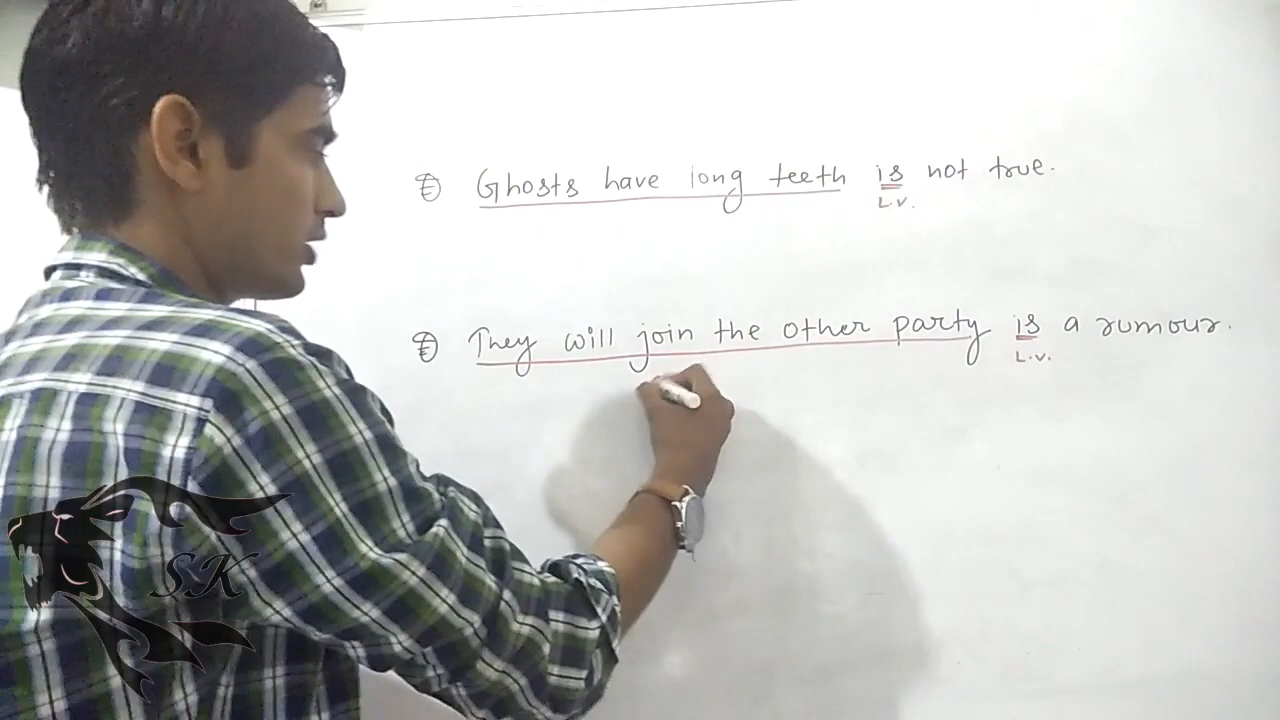 Ⓔ Ghosts have long teeth is not true.
L.V.
Ⓔ They will join the other party is a rumour.
L.V.
SK